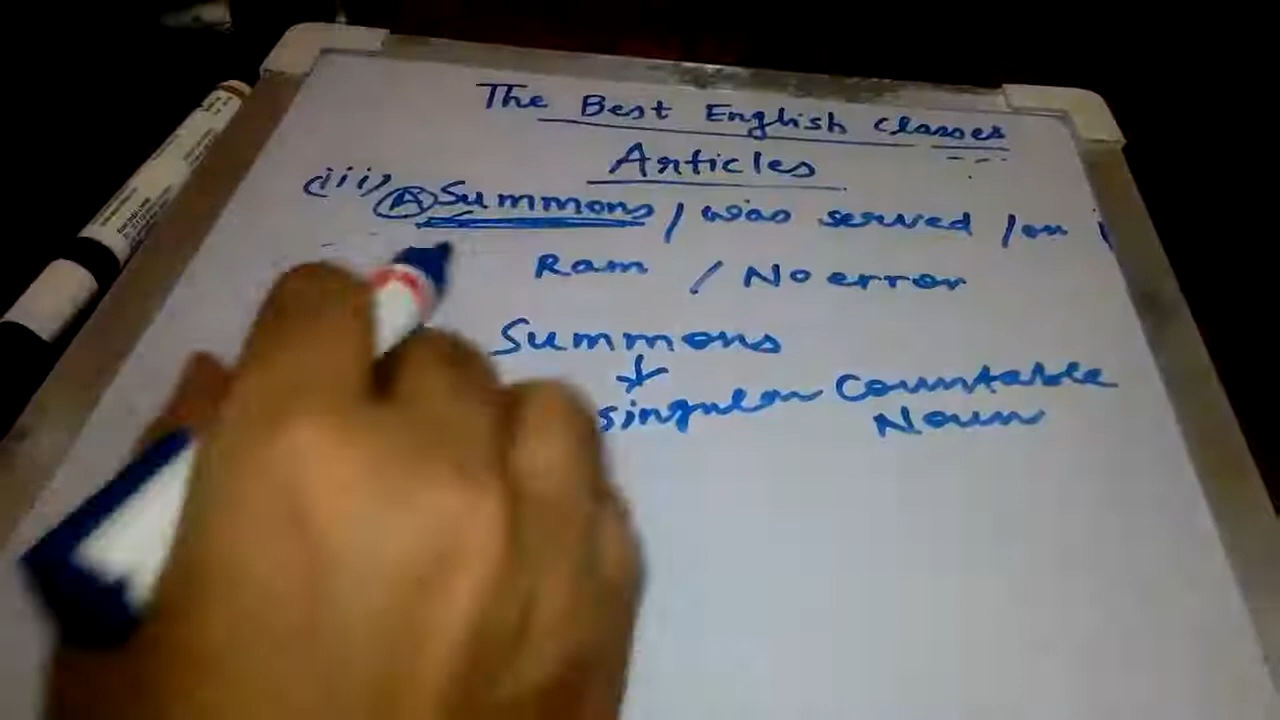 The Best English Classes
Articles
(iii) A Summons / was served / on
Ram / No error
Summons
singular Countable
Noun